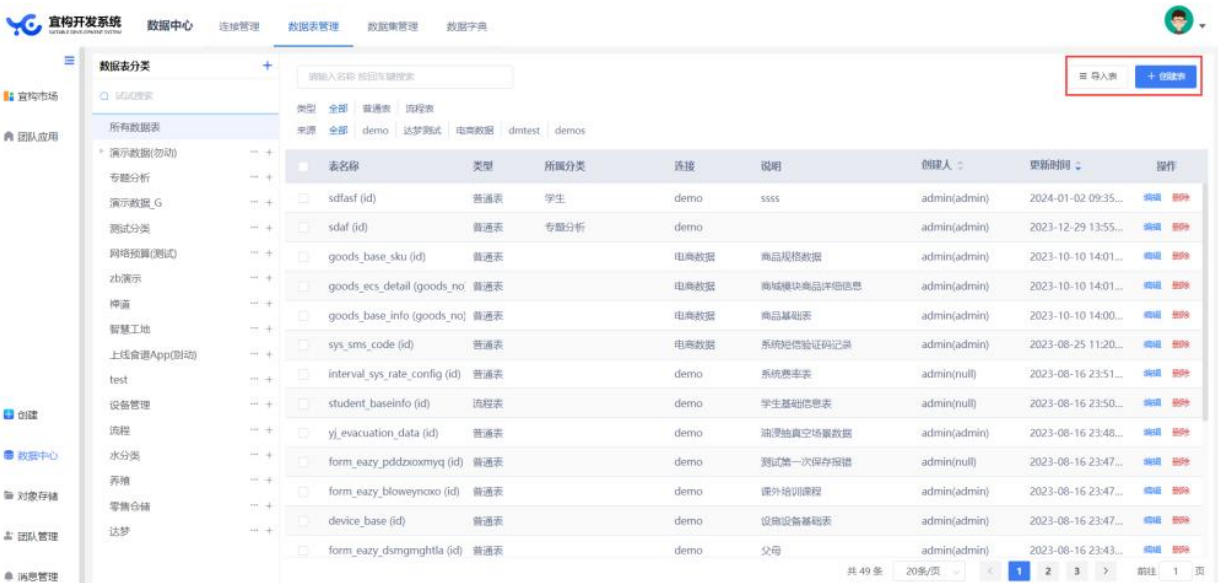 宜构开发系统 数据中心 连接管理 数据表管理 数据集管理 数据字典
SUITABLE DEVELOPMENT SYSTEM
数据表分类 +
请输入名称 按回车键搜索
导入表 + 创建表
宜构市场
试试搜索
类型 全部 普通表 流程表
所有数据表
来源 全部 demo 达梦测试 电商数据 dmtest demos
团队应用
演示数据(勿动)
专题分析
演示数据_G
测试分类
网络预算(测试)
zb演示
禅道
智慧工地
上线食谱App(别动)
test
设备管理
流程
水分类
养殖
零售仓储
达梦
创建
数据中心
对象存储
团队管理
消息管理
表名称 类型 所属分类 连接 说明 创建人 更新时间 操作
sdfasf (id) 普通表 学生 demo ssss admin(admin) 2024-01-02 09:35... 编辑 删除
sdaf (id) 普通表 专题分析 demo admin(admin) 2023-12-29 13:55... 编辑 删除
goods_base_sku (id) 普通表 电商数据 商品规格数据 admin(admin) 2023-10-10 14:01... 编辑 删除
goods_ecs_detail (goods_no) 普通表 电商数据 商城模块商品详细信息 admin(admin) 2023-10-10 14:01... 编辑 删除
goods_base_info (goods_no) 普通表 电商数据 商品基础表 admin(admin) 2023-10-10 14:00... 编辑 删除
sys_sms_code (id) 普通表 电商数据 系统短信验证码记录 admin(admin) 2023-08-25 11:20... 编辑 删除
interval_sys_rate_config (id) 普通表 demo 系统费率表 admin(null) 2023-08-16 23:51... 编辑 删除
student_baseinfo (id) 流程表 demo 学生基础信息表 admin(null) 2023-08-16 23:50... 编辑 删除
yj_evacuation_data (id) 普通表 demo 油浸抽真空场景数据 admin(admin) 2023-08-16 23:48... 编辑 删除
form_eazy_pddzxoxmyq (id) 普通表 demo 测试第一次保存报错 admin(null) 2023-08-16 23:47... 编辑 删除
form_eazy_bloweynoxo (id) 普通表 demo 课外培训课程 admin(admin) 2023-08-16 23:47... 编辑 删除
device_base (id) 普通表 demo 设施设备基础表 admin(admin) 2023-08-16 23:47... 编辑 删除
form_eazy_dsmgmghtla (id) 普通表 demo 父母 admin(admin) 2023-08-16 23:43... 编辑 删除
共 49 条 20条/页 < 1 2 3 > 前往 1 页